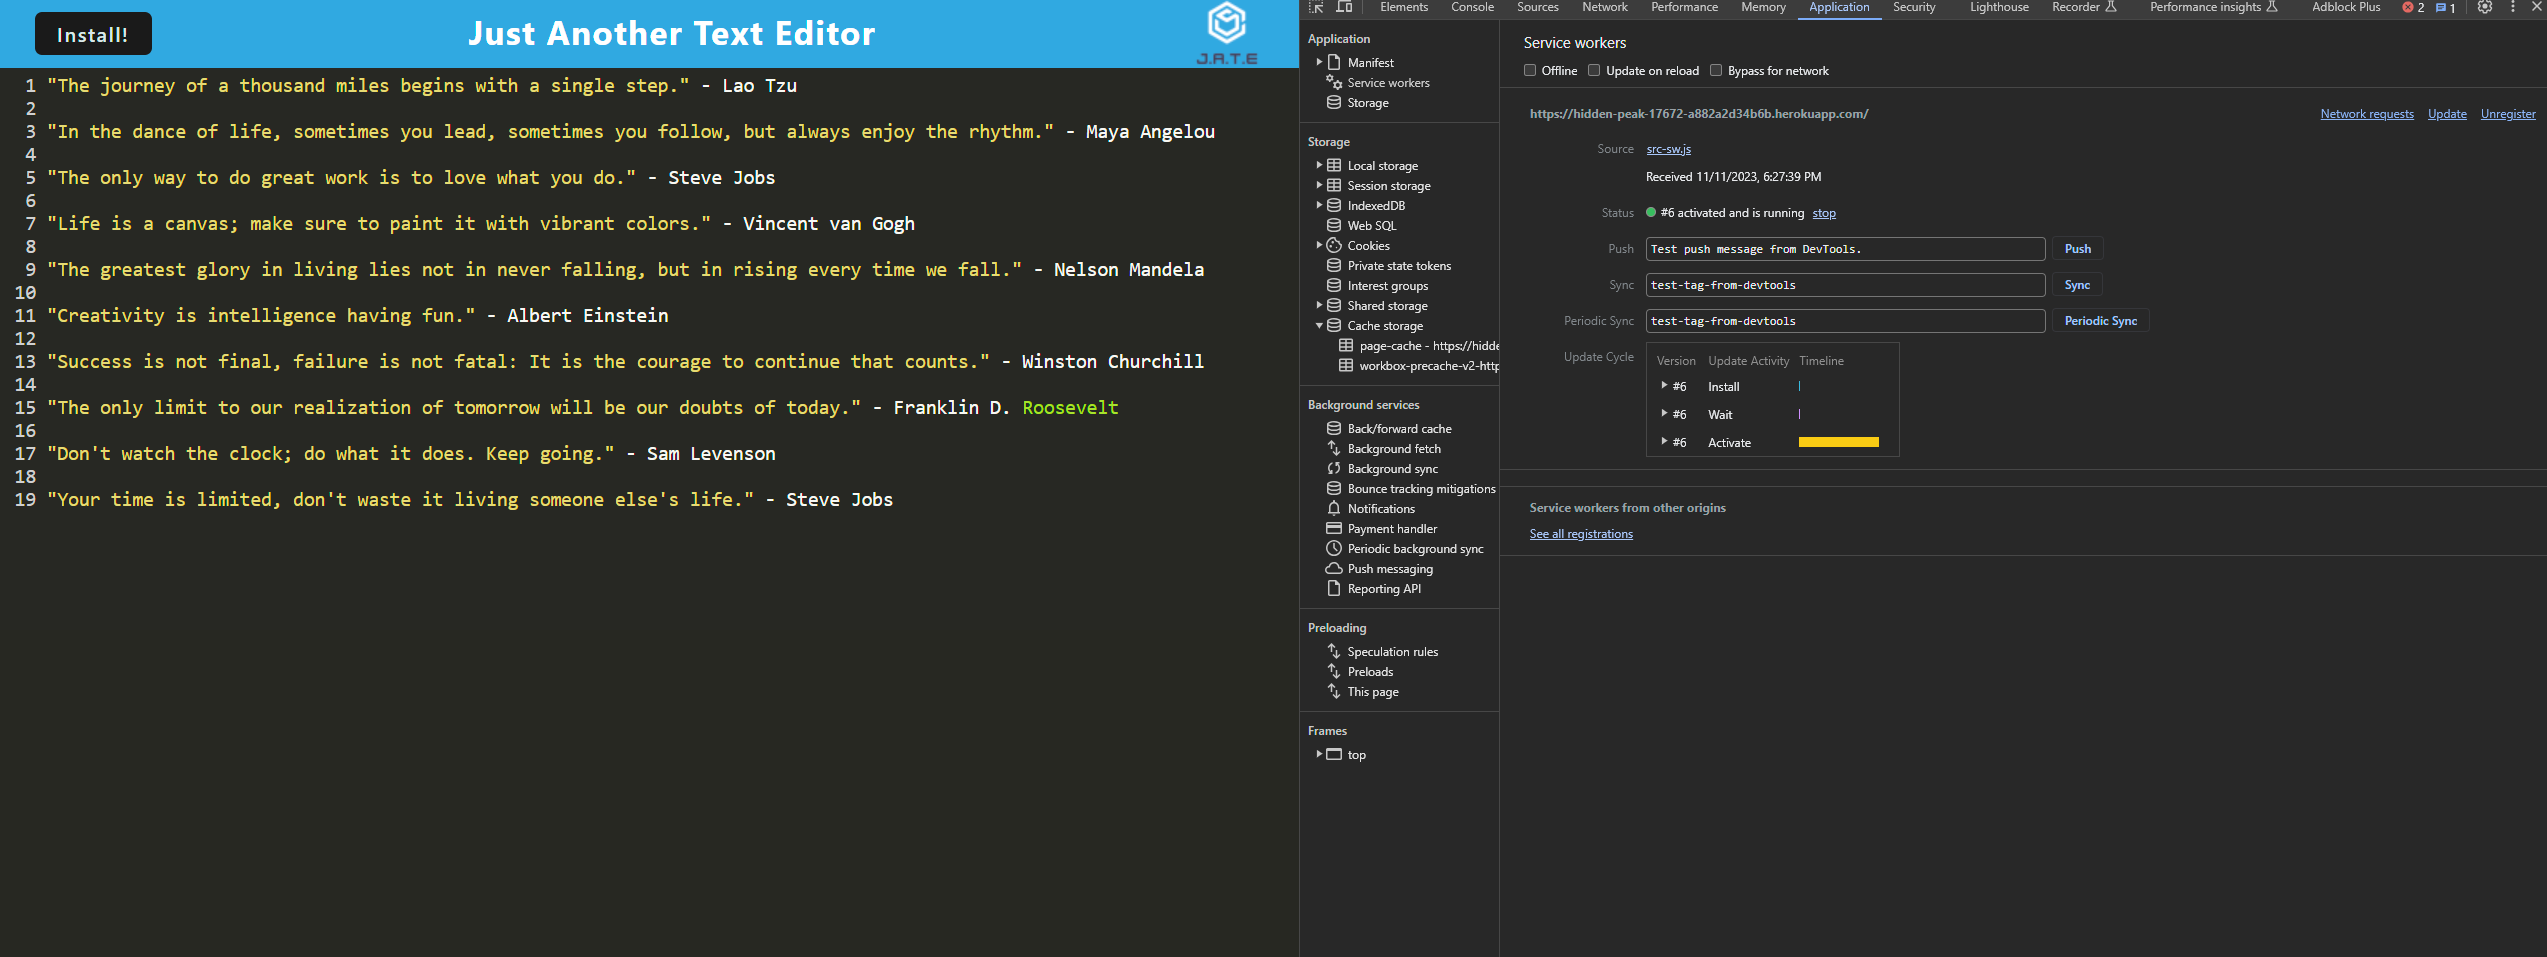 Install!
Just Another Text Editor
J.A.T.E
1 "The journey of a thousand miles begins with a single step." - Lao Tzu
2
3 "In the dance of life, sometimes you lead, sometimes you follow, but always enjoy the rhythm." - Maya Angelou
4
5 "The only way to do great work is to love what you do." - Steve Jobs
6
7 "Life is a canvas; make sure to paint it with vibrant colors." - Vincent van Gogh
8
9 "The greatest glory in living lies not in never falling, but in rising every time we fall." - Nelson Mandela
10
11 "Creativity is intelligence having fun." - Albert Einstein
12
13 "Success is not final, failure is not fatal: It is the courage to continue that counts." - Winston Churchill
14
15 "The only limit to our realization of tomorrow will be our doubts of today." - Franklin D. Roosevelt
16
17 "Don't watch the clock; do what it does. Keep going." - Sam Levenson
18
19 "Your time is limited, don't waste it living someone else's life." - Steve Jobs
Elements Console Sources Network Performance Memory Application Security Lighthouse Recorder Performance insights Adblock Plus 2 1
Application
Manifest
Service workers
Storage
Storage
Local storage
Session storage
IndexedDB
Web SQL
Cookies
Private state tokens
Interest groups
Shared storage
Cache storage
page-cache - https://hidde
workbox-precache-v2-http
Background services
Back/forward cache
Background fetch
Background sync
Bounce tracking mitigations
Notifications
Payment handler
Periodic background sync
Push messaging
Reporting API
Preloading
Speculation rules
Preloads
This page
Frames
top
Service workers
Offline Update on reload Bypass for network
https://hidden-peak-17672-a882a2d34b6b.herokuapp.com/ Network requests Update Unregister
Source src-sw.js
Received 11/11/2023, 6:27:39 PM
Status #6 activated and is running stop
Push Test push message from DevTools. Push
Sync test-tag-from-devtools Sync
Periodic Sync test-tag-from-devtools Periodic Sync
Update Cycle Version Update Activity Timeline
#6 Install
#6 Wait
#6 Activate
Service workers from other origins
See all registrations